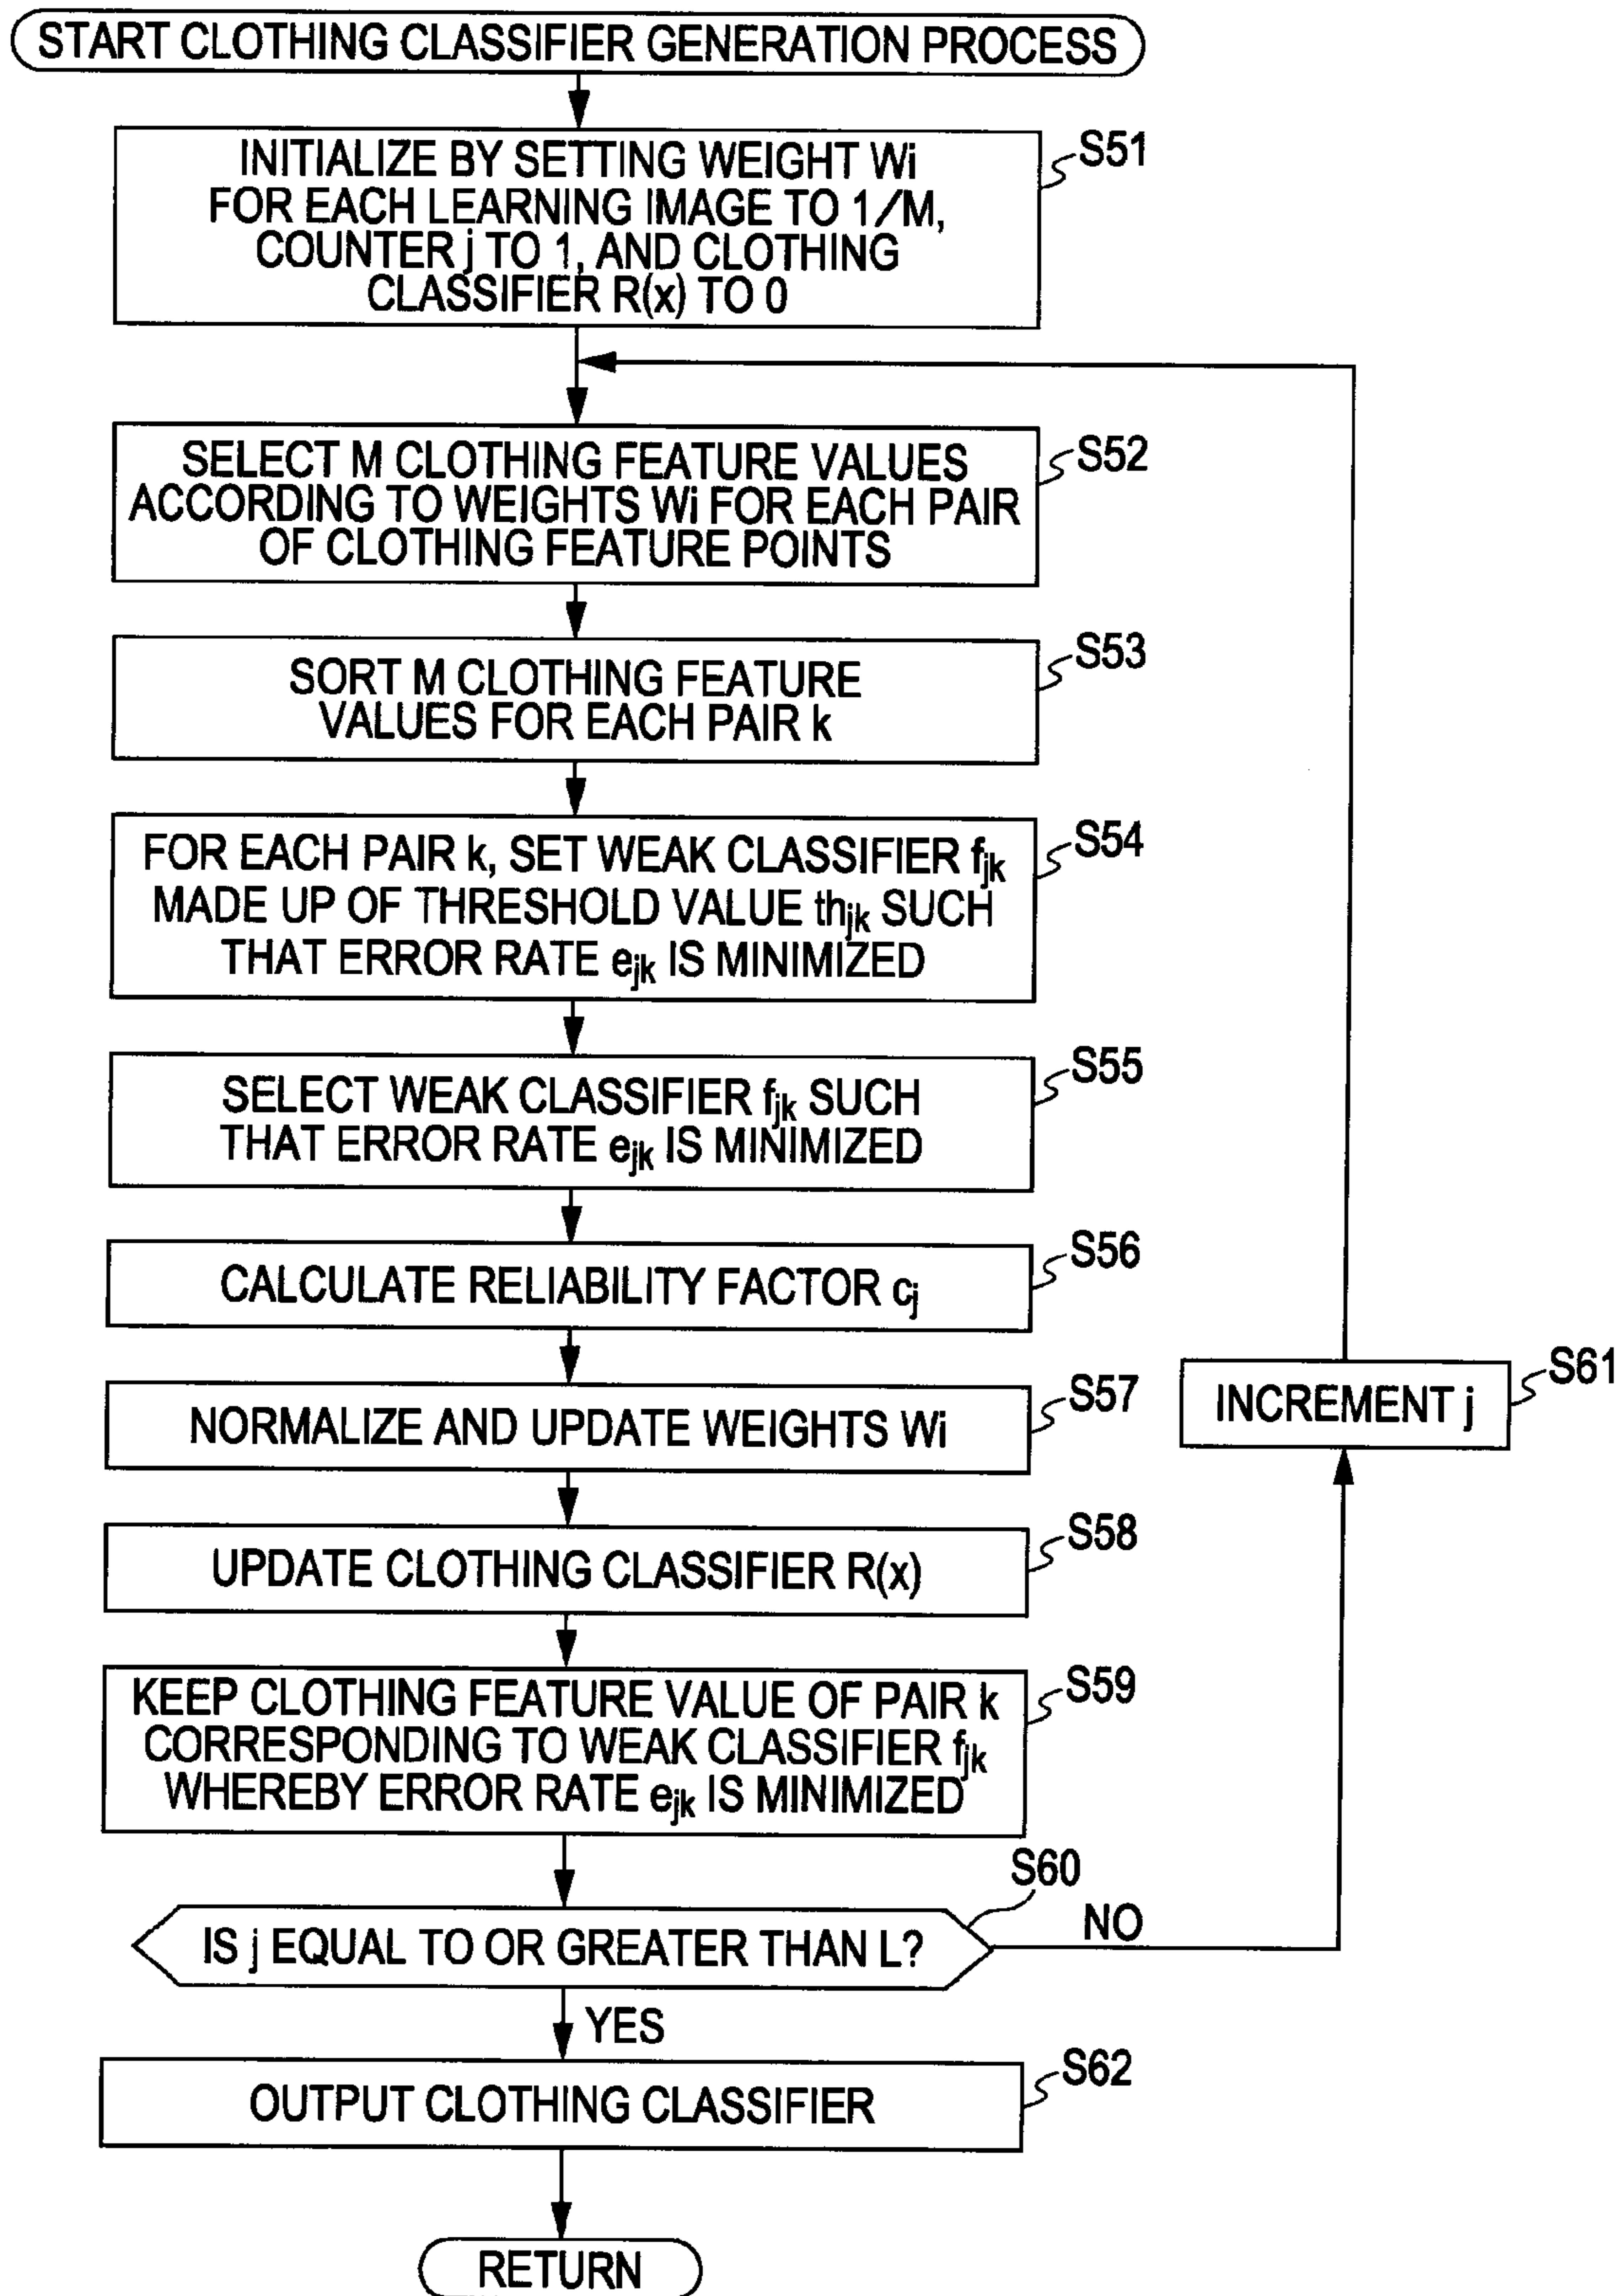 START CLOTHING CLASSIFIER GENERATION PROCESS
INITIALIZE BY SETTING WEIGHT Wi
FOR EACH LEARNING IMAGE TO 1/M,
COUNTER j TO 1, AND CLOTHING
CLASSIFIER R(x) TO 0
S51
SELECT M CLOTHING FEATURE VALUES
ACCORDING TO WEIGHTS Wi FOR EACH PAIR
OF CLOTHING FEATURE POINTS
S52
SORT M CLOTHING FEATURE
VALUES FOR EACH PAIR k
S53
FOR EACH PAIR k, SET WEAK CLASSIFIER fjk
MADE UP OF THRESHOLD VALUE thjk SUCH
THAT ERROR RATE ejk IS MINIMIZED
S54
SELECT WEAK CLASSIFIER fjk SUCH
THAT ERROR RATE ejk IS MINIMIZED
S55
CALCULATE RELIABILITY FACTOR cj
S56
NORMALIZE AND UPDATE WEIGHTS Wi
S57
INCREMENT j
S61
UPDATE CLOTHING CLASSIFIER R(x)
S58
KEEP CLOTHING FEATURE VALUE OF PAIR k
CORRESPONDING TO WEAK CLASSIFIER fjk
WHEREBY ERROR RATE ejk IS MINIMIZED
S59
IS j EQUAL TO OR GREATER THAN L?
S60
NO
YES
OUTPUT CLOTHING CLASSIFIER
S62
RETURN